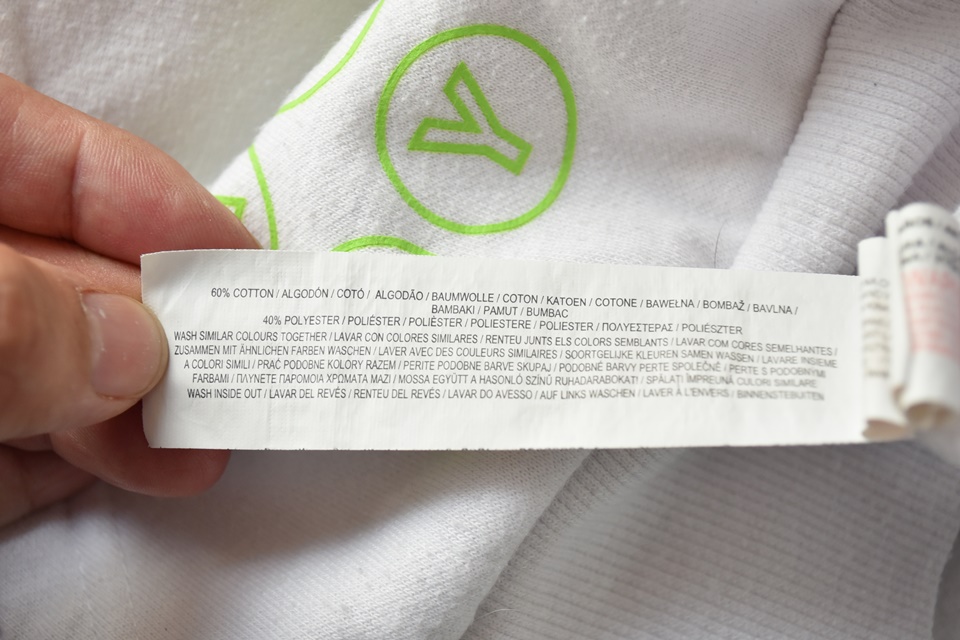 Y
60% COTTON / ALGODÓN / COTÓ / ALGODÃO / BAUMWOLLE / COTON / KATOEN / COTONE / BAWEŁNA / BOMBAŽ / BAVLNA /
BAMBAKI / PAMUT / BUMBAC
40% POLYESTER / POLIÉSTER / POLIÈSTER / POLIESTERE / POLIESTER / ΠΟΛΥΕΣΤΕΡΑΣ / POLIÉSZTER
WASH SIMILAR COLOURS TOGETHER / LAVAR CON COLORES SIMILARES / RENTEU JUNTS ELS COLORS SEMBLANTS / LAVAR COM CORES SEMELHANTES /
ZUSAMMEN MIT ÄHNLICHEN FARBEN WASCHEN / LAVER AVEC DES COULEURS SIMILAIRES / SOORTGELIJKE KLEUREN SAMEN WASSEN / LAVARE INSIEME
A COLORI SIMILI / PRAĆ PODOBNE KOLORY RAZEM / PERITE PODOBNE BARVE SKUPAJ / PODOBNÉ BARVY PERTE SPOLEČNĚ / PERTE S PODOBNÝMI
FARBAMI / ΠΛΥΝΕΤΕ ΠΑΡΟΜΟΙΑ ΧΡΩΜΑΤΑ ΜΑΖΙ / MOSSA EGYÜTT A HASONLÓ SZÍNŰ RUHADARABOKAT / SPĂLAȚI ÎMPREUNĂ CULORI SIMILARE
WASH INSIDE OUT / LAVAR DEL REVÉS / RENTEU DEL REVÉS / LAVAR DO AVESSO / AUF LINKS WASCHEN / LAVER À L'ENVERS / BINNENSTEBUITEN